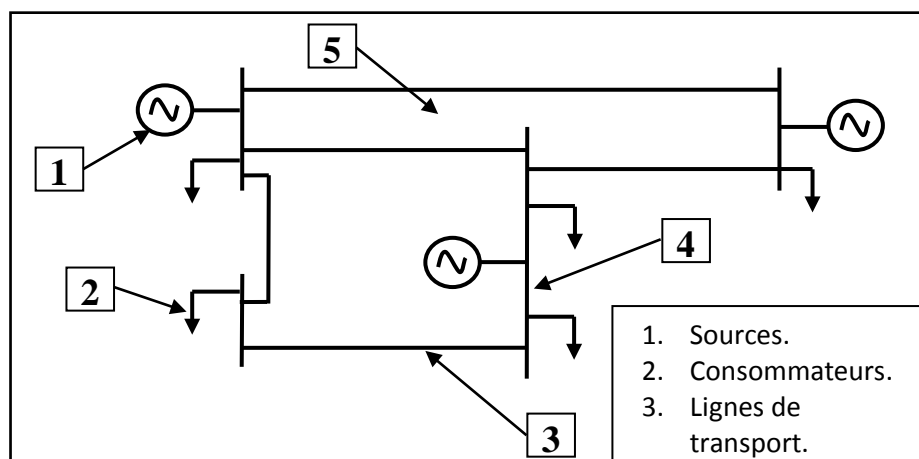 5
1
4
2
1. Sources.
2. Consommateurs.
3. Lignes de
transport.
3